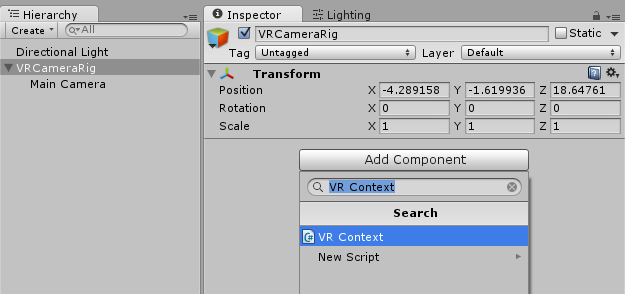 Hierarchy
Create
All
Directional Light
VRCameraRig
Main Camera
Inspector
Lighting
VRCameraRig
Static
Tag
Untagged
Layer
Default
Transform
Position
X -4.289158 Y -1.619936 Z 18.64761
Rotation
X 0 Y 0 Z 0
Scale
X 1 Y 1 Z 1
Add Component
VR Context
Search
C# VR Context
New Script